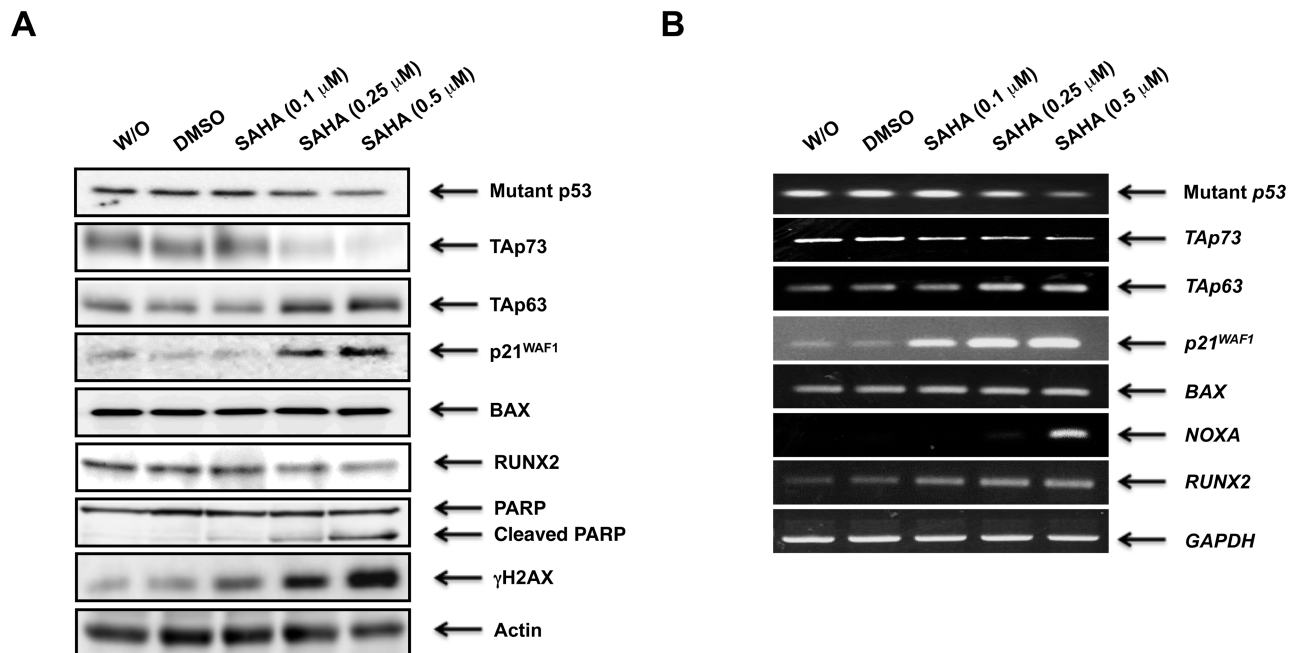 A
B
W/O
DMSO
SAHA (0.1 μM)
SAHA (0.25 μM)
SAHA (0.5 μM)
Mutant p53
TAp73
TAp63
p21WAF1
BAX
RUNX2
PARP
Cleaved PARP
γH2AX
Actin
W/O
DMSO
SAHA (0.1 μM)
SAHA (0.25 μM)
SAHA (0.5 μM)
Mutant p53
TAp73
TAp63
p21WAF1
BAX
NOXA
RUNX2
GAPDH